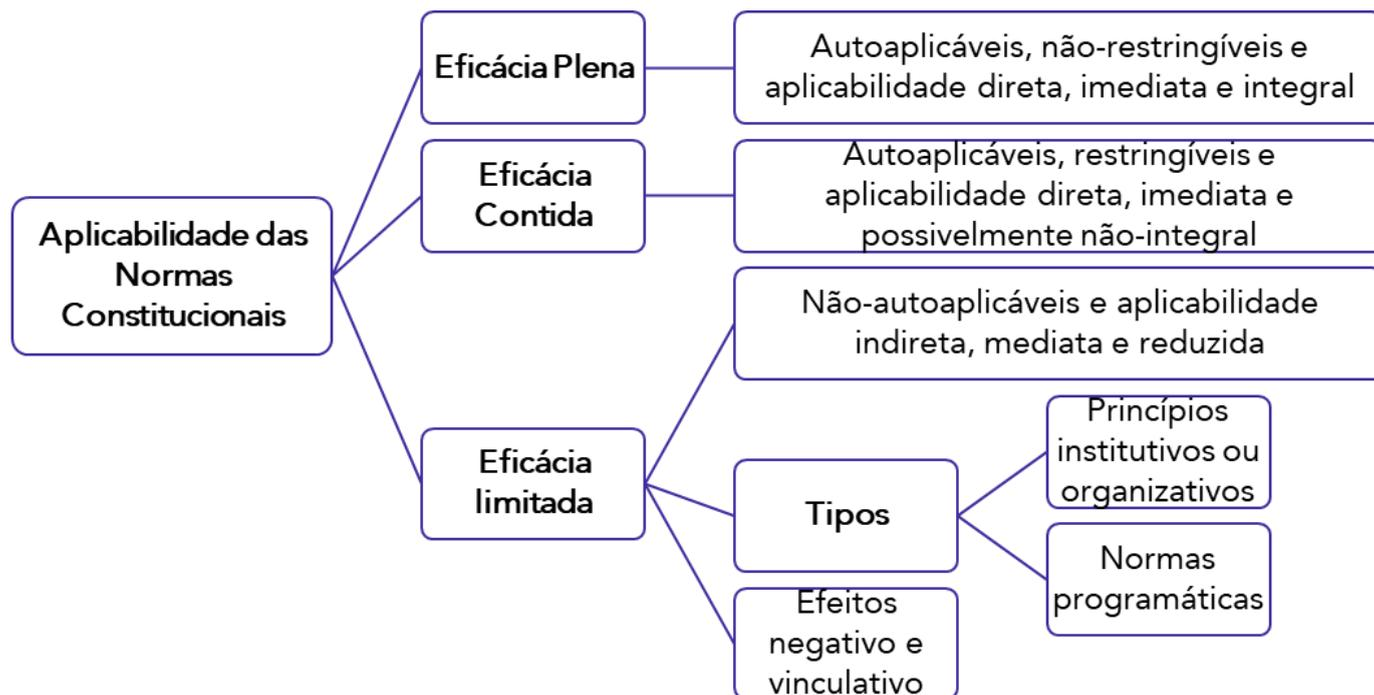 Aplicabilidade das
Normas
Constitucionais
Eficácia Plena
Autoaplicáveis, não-restringíveis e
aplicabilidade direta, imediata e integral
Eficácia
Contida
Autoaplicáveis, restringíveis e
aplicabilidade direta, imediata e
possivelmente não-integral
Eficácia
limitada
Não-autoaplicáveis e aplicabilidade
indireta, mediata e reduzida
Tipos
Princípios
institutivos ou
organizativos
Normas
programáticas
Efeitos
negativo e
vinculativo